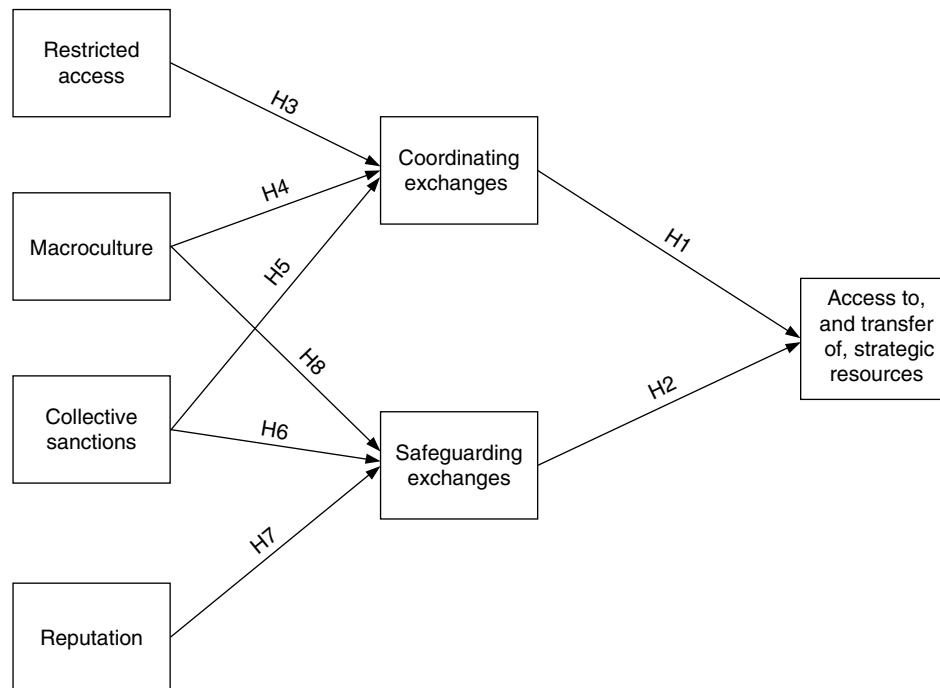 Restricted
access
H3
Coordinating
exchanges
H4
Macroculture
H5
H1
Access to,
and transfer
of, strategic
resources
H8
H2
Collective
sanctions
H6
Safeguarding
exchanges
H7
Reputation